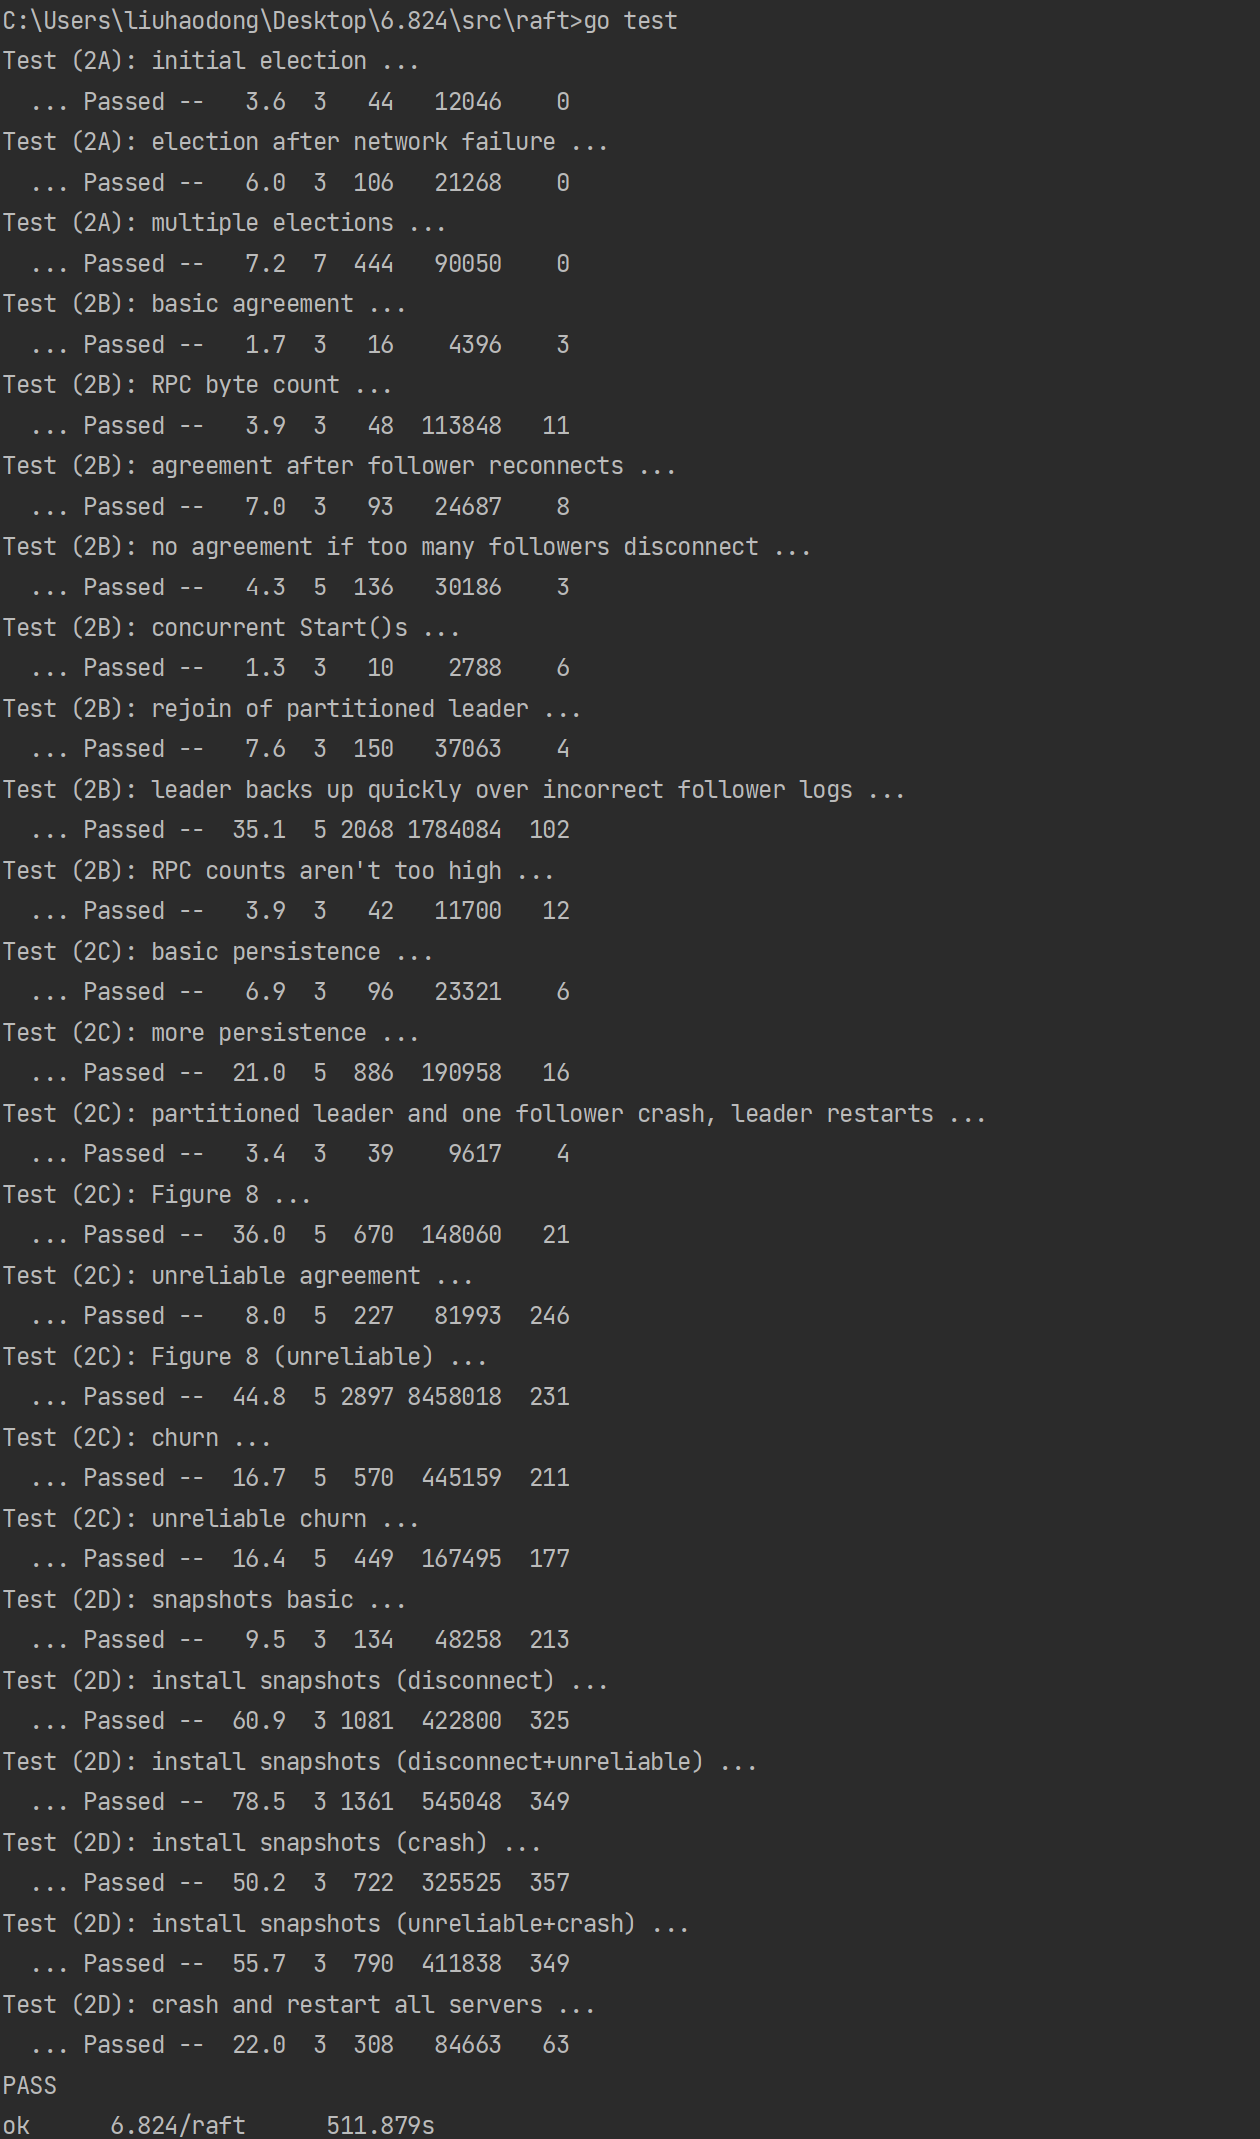 C:\Users\liuhaodong\Desktop\6.824\src\raft>go test
Test (2A): initial election ...
  ... Passed --   3.6  3   44   12046    0
Test (2A): election after network failure ...
  ... Passed --   6.0  3  106   21268    0
Test (2A): multiple elections ...
  ... Passed --   7.2  7  444   90050    0
Test (2B): basic agreement ...
  ... Passed --   1.7  3   16    4396    3
Test (2B): RPC byte count ...
  ... Passed --   3.9  3   48  113848   11
Test (2B): agreement after follower reconnects ...
  ... Passed --   7.0  3   93   24687    8
Test (2B): no agreement if too many followers disconnect ...
  ... Passed --   4.3  5  136   30186    3
Test (2B): concurrent Start()s ...
  ... Passed --   1.3  3   10    2788    6
Test (2B): rejoin of partitioned leader ...
  ... Passed --   7.6  3  150   37063    4
Test (2B): leader backs up quickly over incorrect follower logs ...
  ... Passed --  35.1  5 2068 1784084  102
Test (2B): RPC counts aren't too high ...
  ... Passed --   3.9  3   42   11700   12
Test (2C): basic persistence ...
  ... Passed --   6.9  3   96   23321    6
Test (2C): more persistence ...
  ... Passed --  21.0  5  886  190958   16
Test (2C): partitioned leader and one follower crash, leader restarts ...
  ... Passed --   3.4  3   39    9617    4
Test (2C): Figure 8 ...
  ... Passed --  36.0  5  670  148060   21
Test (2C): unreliable agreement ...
  ... Passed --   8.0  5  227   81993  246
Test (2C): Figure 8 (unreliable) ...
  ... Passed --  44.8  5 2897 8458018  231
Test (2C): churn ...
  ... Passed --  16.7  5  570  445159  211
Test (2C): unreliable churn ...
  ... Passed --  16.4  5  449  167495  177
Test (2D): snapshots basic ...
  ... Passed --   9.5  3  134   48258  213
Test (2D): install snapshots (disconnect) ...
  ... Passed --  60.9  3 1081  422800  325
Test (2D): install snapshots (disconnect+unreliable) ...
  ... Passed --  78.5  3 1361  545048  349
Test (2D): install snapshots (crash) ...
  ... Passed --  50.2  3  722  325525  357
Test (2D): install snapshots (unreliable+crash) ...
  ... Passed --  55.7  3  790  411838  349
Test (2D): crash and restart all servers ...
  ... Passed --  22.0  3  308   84663   63
PASS
ok      6.824/raft      511.879s